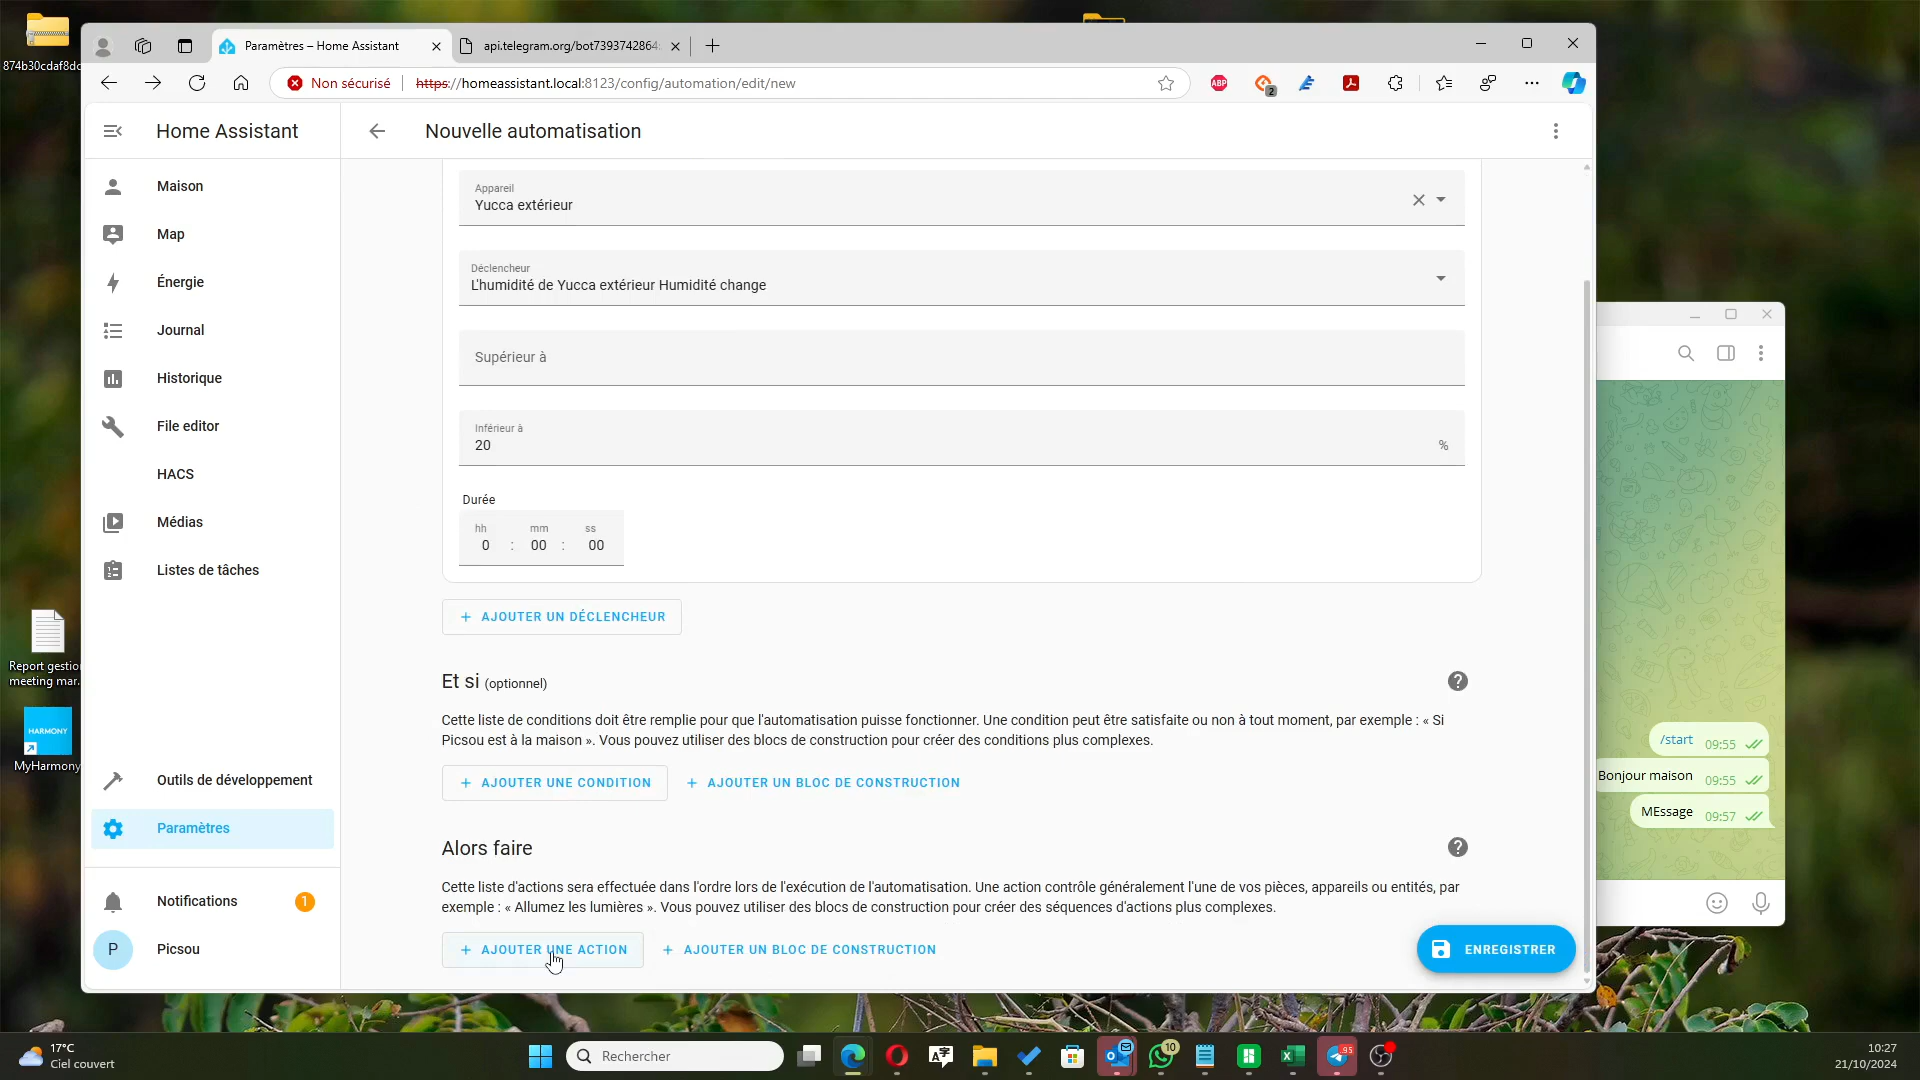 874b30cdaf8dc
Paramètres – Home Assistant
api.telegram.org/bot7393742864:
Non sécurisé
https://homeassistant.local:8123/config/automation/edit/new
ABP
2
Home Assistant
Nouvelle automatisation
Maison
Map
Énergie
Journal
Historique
File editor
HACS
Médias
Listes de tâches
Outils de développement
Paramètres
Notifications
1
P
Picsou
Appareil
Yucca extérieur
Déclencheur
L'humidité de Yucca extérieur Humidité change
Supérieur à
Inférieur à
20
%
Durée
hh
mm
ss
0 : 00 : 00
+ AJOUTER UN DÉCLENCHEUR
Et si (optionnel)
Cette liste de conditions doit être remplie pour que l'automatisation puisse fonctionner. Une condition peut être satisfaite ou non à tout moment, par exemple : « Si
Picsou est à la maison ». Vous pouvez utiliser des blocs de construction pour créer des conditions plus complexes.
+ AJOUTER UNE CONDITION
+ AJOUTER UN BLOC DE CONSTRUCTION
Alors faire
Cette liste d'actions sera effectuée dans l'ordre lors de l'exécution de l'automatisation. Une action contrôle généralement l'une de vos pièces, appareils ou entités, par
exemple : « Allumez les lumières ». Vous pouvez utiliser des blocs de construction pour créer des séquences d'actions plus complexes.
+ AJOUTER UNE ACTION
+ AJOUTER UN BLOC DE CONSTRUCTION
ENREGISTRER
/start 09:55
Bonjour maison 09:55
MEssage 09:57
Report gestio
meeting mar...
HARMONY
MyHarmony
17°C
Ciel couvert
Rechercher
10
95
10:27
21/10/2024